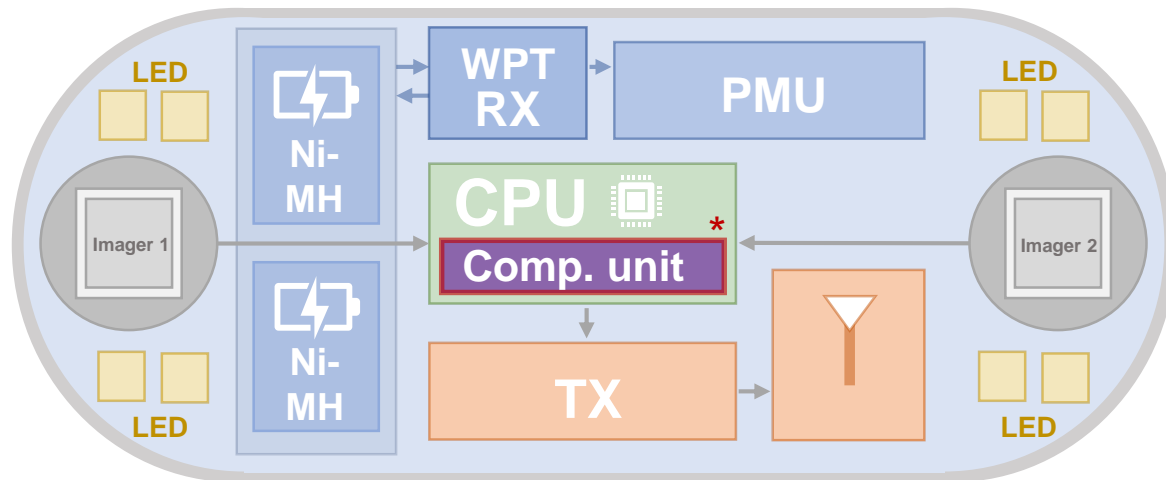 LED
WPT
RX
PMU
LED
Ni-
MH
CPU
*
Comp. unit
Imager 1
Imager 2
Ni-
MH
TX
LED
LED